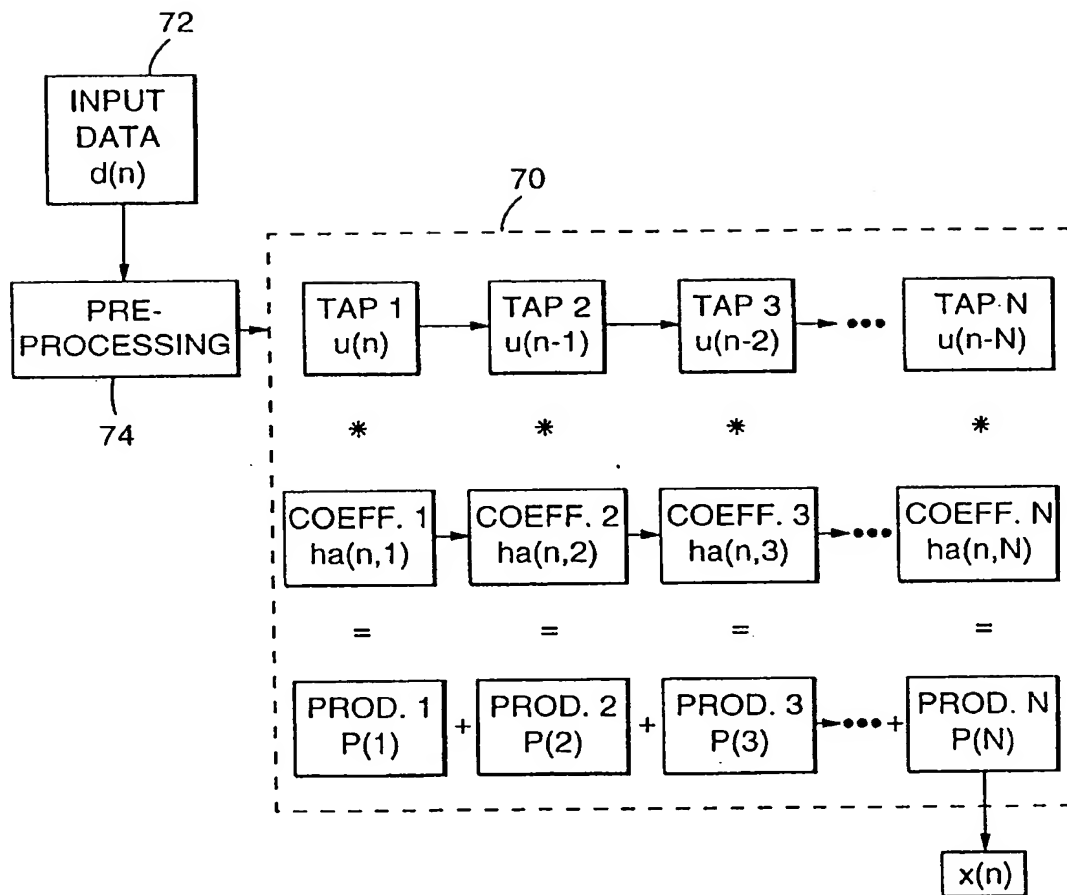 72
INPUT
DATA
d(n)
70
PRE-
PROCESSING
74
TAP 1
u(n)
TAP 2
u(n-1)
TAP 3
u(n-2)
•••
TAP N
u(n-N)
* * * *
COEFF. 1
ha(n,1)
COEFF. 2
ha(n,2)
COEFF. 3
ha(n,3)
•••
COEFF. N
ha(n,N)
= = = =
PROD. 1
P(1)
+
PROD. 2
P(2)
+
PROD. 3
P(3)
••• +
PROD. N
P(N)
x(n)